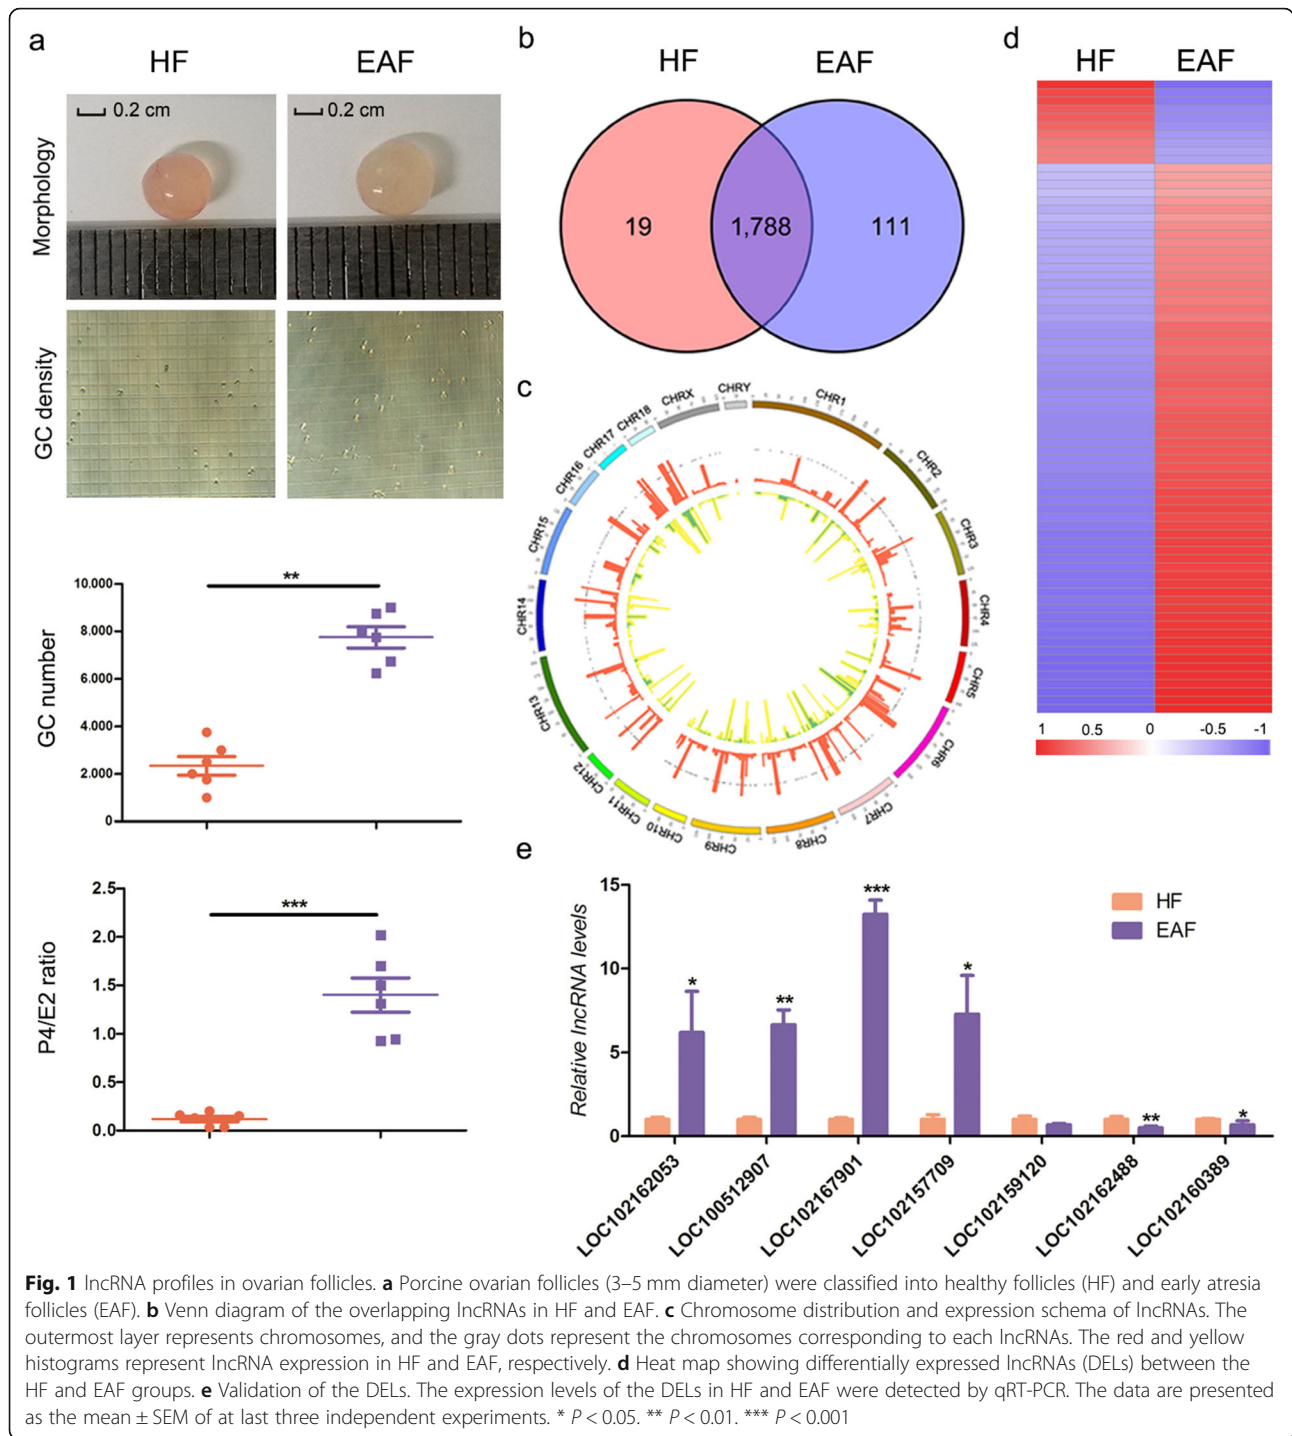 a
HF
EAF
0.2 cm
0.2 cm
Morphology
GC density
10.000
8.000
6.000
4.000
2.000
0
GC number
**
2.5
2.0
1.5
1.0
0.5
0.0
P4/E2 ratio
***
b
HF
EAF
19
1,788
111
c
CHR1
CHR2
CHR3
CHR4
CHR5
CHR6
CHR7
CHR8
CHR9
CHR10
CHR11
CHR12
CHR13
CHR14
CHR15
CHR16
CHR17
CHR18
CHRX
CHRY
d
HF
EAF
1 0.5 0 -0.5 -1
e
15
10
5
0
Relative lncRNA levels
HF
EAF
*
**
***
*
**
*
LOC102162053
LOC100512907
LOC102167901
LOC102157709
LOC102159120
LOC102162488
LOC102160389
Fig. 1 lncRNA profiles in ovarian follicles. a Porcine ovarian follicles (3–5 mm diameter) were classified into healthy follicles (HF) and early atresia
follicles (EAF). b Venn diagram of the overlapping lncRNAs in HF and EAF. c Chromosome distribution and expression schema of lncRNAs. The
outermost layer represents chromosomes, and the gray dots represent the chromosomes corresponding to each lncRNAs. The red and yellow
histograms represent lncRNA expression in HF and EAF, respectively. d Heat map showing differentially expressed lncRNAs (DELs) between the
HF and EAF groups. e Validation of the DELs. The expression levels of the DELs in HF and EAF were detected by qRT-PCR. The data are presented
as the mean ± SEM of at last three independent experiments. * P < 0.05. ** P < 0.01. *** P < 0.001